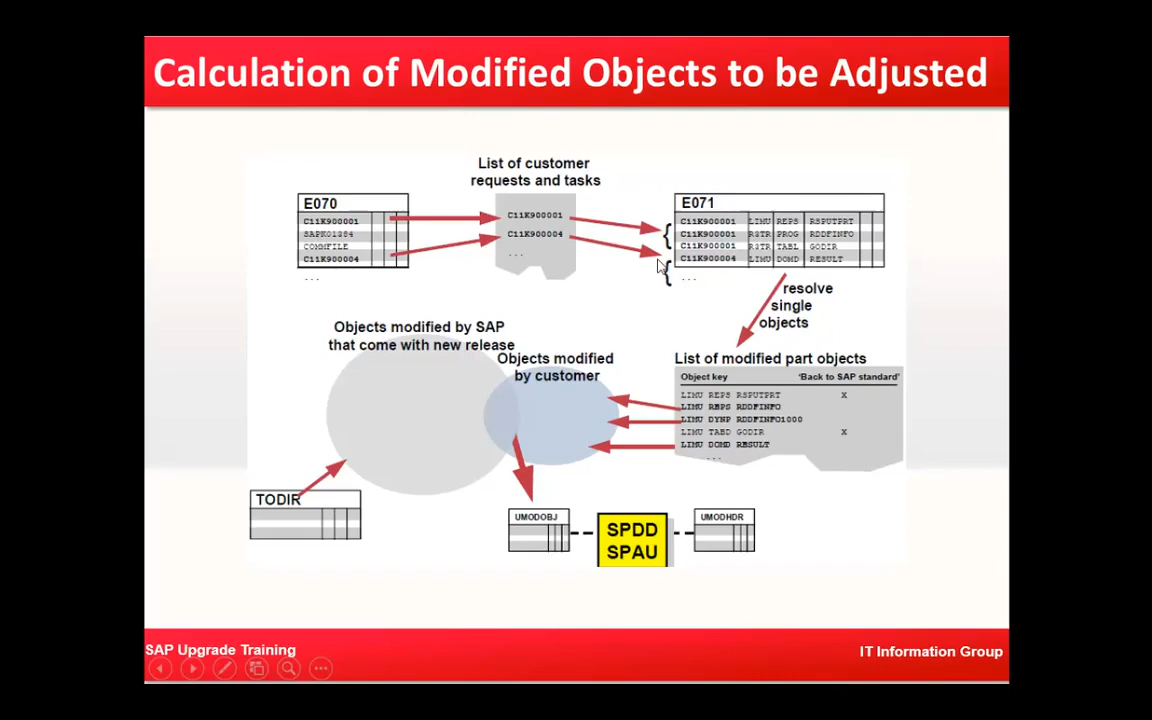 Calculation of Modified Objects to be Adjusted
List of customer
requests and tasks
E070
C11K900001
SAPK01284
COMMFILE
C11K900004
...
C11K900001
C11K900004
...
E071
C11K900001 LIMU REPS RSPUTPRT
C11K900001 R3TR PROG RDDFINFO
C11K900001 R3TR TABL GODIR
C11K900004 LIMU DOMD RESULT
...
resolve
single
objects
Objects modified by SAP
that come with new release
Objects modified
by customer
List of modified part objects
Object key 'Back to SAP standard'
LIMU REPS RSPUTPRT X
LIMU REPS RDDFINFO
LIMU DYNP RDDFINFO1000
LIMU TABD GODIR X
LIMU DOMD RESULT
...
TODIR
UMODOBJ
SPDD
SPAU
UMODHDR
SAP Upgrade Training
IT Information Group